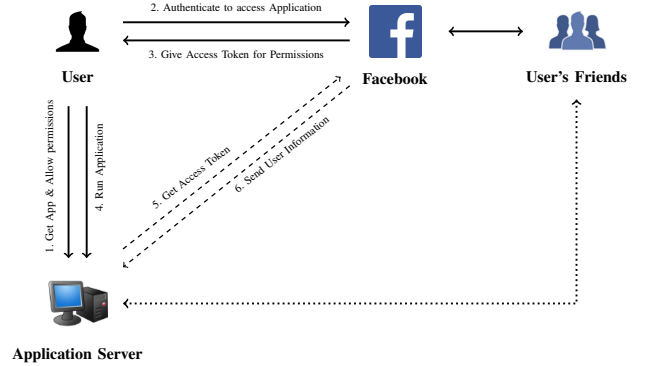 2. Authenticate to access Application
3. Give Access Token for Permissions
User
Facebook
User's Friends
1. Get App & Allow permissions
4. Run Application
5. Get Access Token
6. Send User Information
Application Server